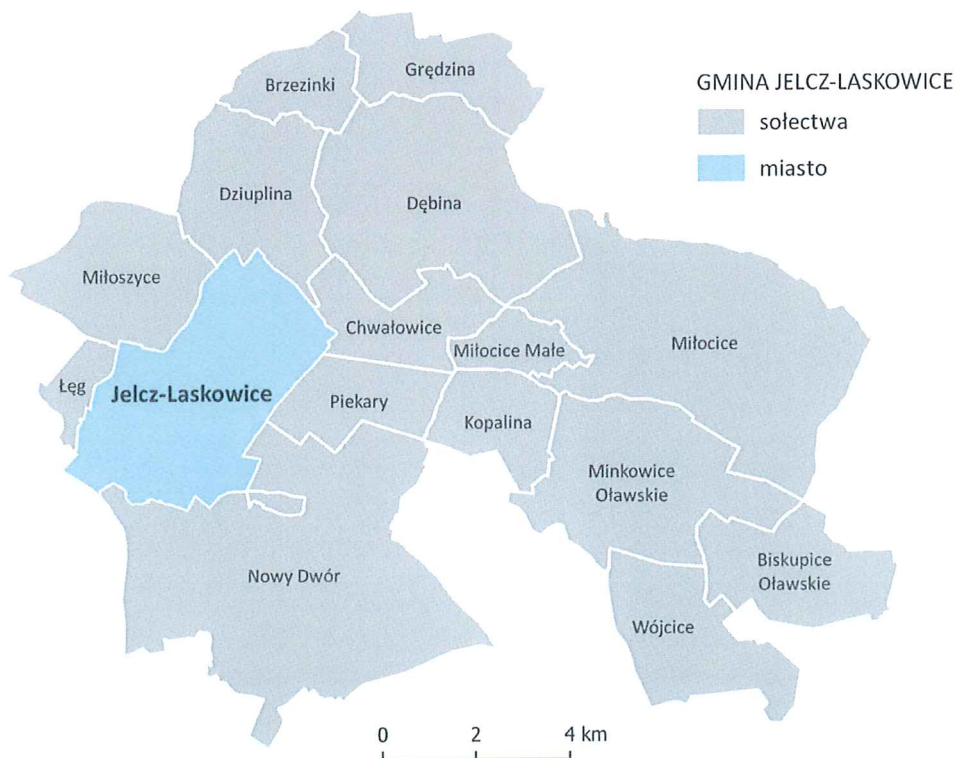 Grędzina
Brzezinki
GMINA JELCZ-LASKOWICE
sołectwa
miasto
Dziuplina
Dębina
Miłoszyce
Chwałowice
Miłocice Małe
Miłocice
Łęg
Jelcz-Laskowice
Piekary
Kopalina
Minkowice
Oławskie
Nowy Dwór
Biskupice
Oławskie
Wójcice
0 2 4 km